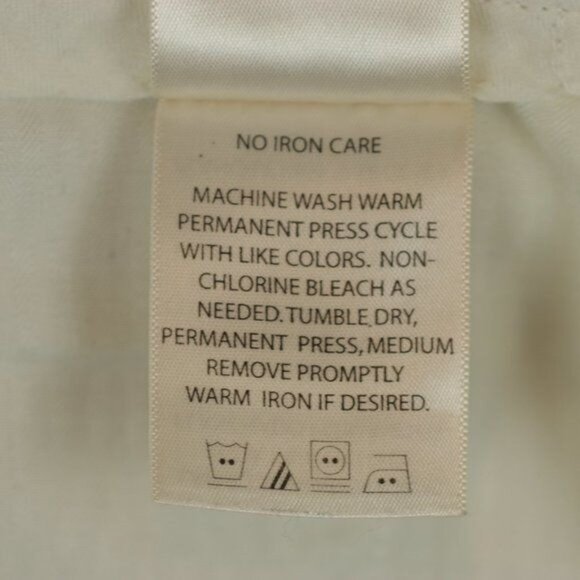 NO IRON CARE
MACHINE WASH WARM
PERMANENT PRESS CYCLE
WITH LIKE COLORS. NON-
CHLORINE BLEACH AS
NEEDED. TUMBLE DRY,
PERMANENT PRESS, MEDIUM
REMOVE PROMPTLY
WARM IRON IF DESIRED.